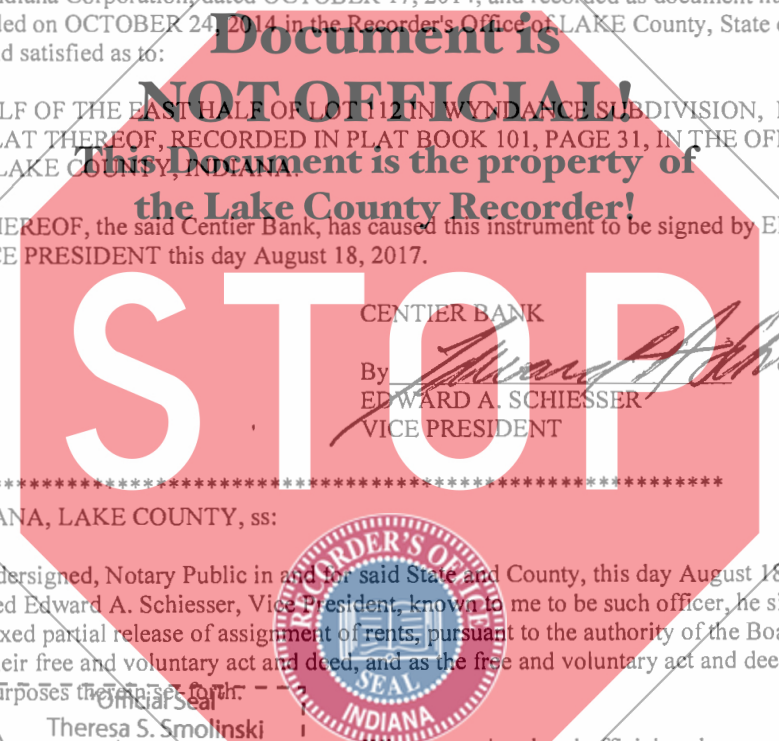 ndiana Corporation, dated OCTOBER 17, 2014, and recorded as document nu
led on OCTOBER 24, 2014 in the Recorder's Office of LAKE County, State o
d satisfied as to:
Document is
NOT OFFICIAL!
LF OF THE EAST HALF OF LOT 112 IN WYNDANCE SUBDIVISION, I
LAT THEREOF, RECORDED IN PLAT BOOK 101, PAGE 31, IN THE OFF
LAKE COUNTY, INDIANA.
This Document is the property of
the Lake County Recorder!
HEREOF, the said Centier Bank, has caused this instrument to be signed by E
CE PRESIDENT this day August 18, 2017.
STOP
CENTIER BANK
By
EDWARD A. SCHIESSER
VICE PRESIDENT
ANA, LAKE COUNTY, ss:
dersigned, Notary Public in and for said State and County, this day August 18
ed Edward A. Schiesser, Vice President, known to me to be such officer, he si
xed partial release of assignment of rents, pursuant to the authority of the Boa
eir free and voluntary act and deed, and as the free and voluntary act and dee
urposes therein set forth.
RECORDER'S OFFICE
SEAL
INDIANA
Official Seal
Theresa S. Smolinski